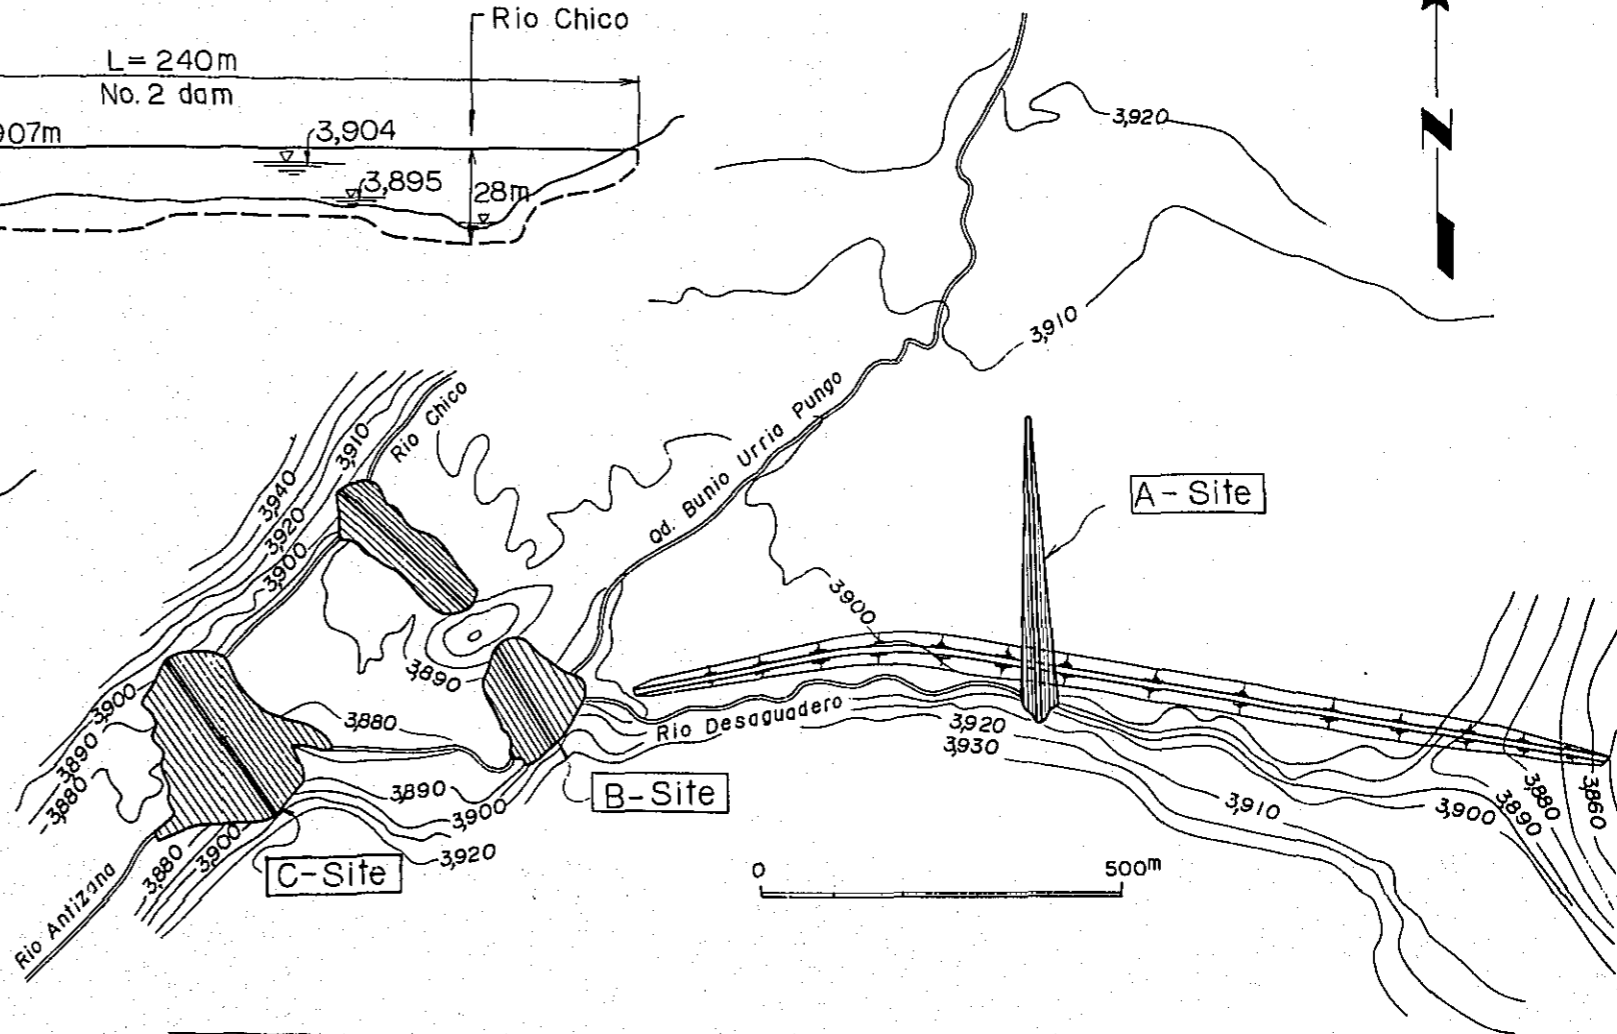 Rio Chico
L= 240m
No. 2 dam
907m
3,904
3,895
28m
N
3,920
3,910
Rio Chico
3,910
3,940
3,920
3,900
Qd. Bunio Urria Pungo
A-Site
3,900
3,890
3,880
Rio Desaguadero
3,920
3,930
3,900
3,890
3,880
3,890
3,900
3,920
B-Site
3,910
3,900
3,890
3,880
3,860
C-Site
3,880
3,900
Rio Antizana
0
500m